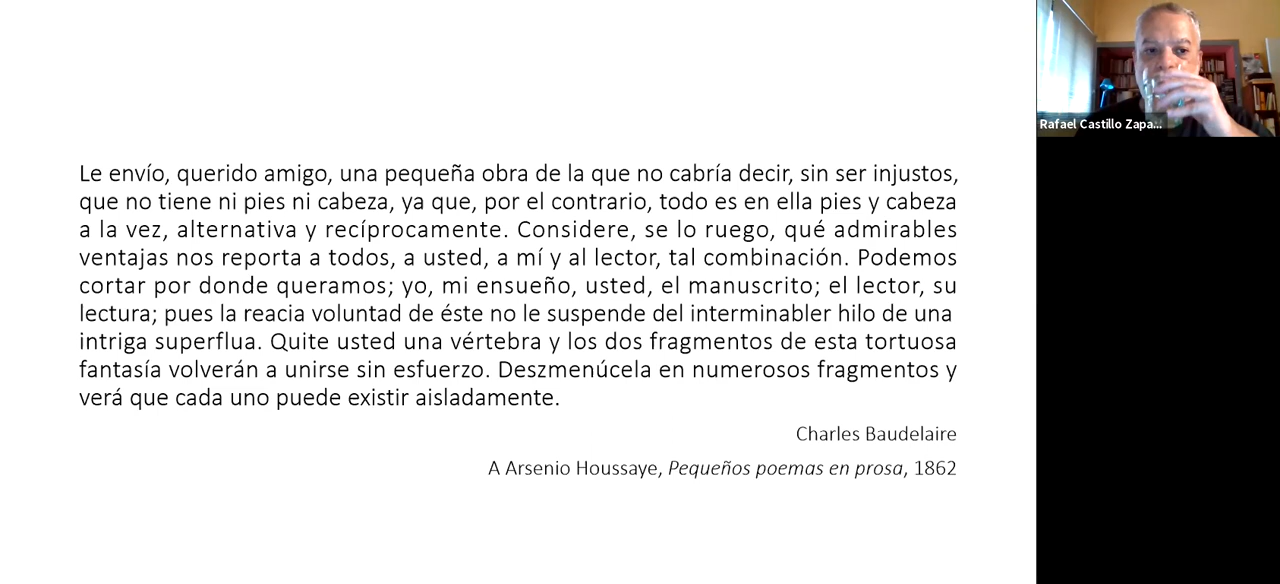 Le envío, querido amigo, una pequeña obra de la que no cabría decir, sin ser injustos,
que no tiene ni pies ni cabeza, ya que, por el contrario, todo es en ella pies y cabeza
a la vez, alternativa y recíprocamente. Considere, se lo ruego, qué admirables
ventajas nos reporta a todos, a usted, a mí y al lector, tal combinación. Podemos
cortar por donde queramos; yo, mi ensueño, usted, el manuscrito; el lector, su
lectura; pues la reacia voluntad de éste no le suspende del interminabler hilo de una
intriga superflua. Quite usted una vértebra y los dos fragmentos de esta tortuosa
fantasía volverán a unirse sin esfuerzo. Deszmenúcela en numerosos fragmentos y
verá que cada uno puede existir aisladamente.
Charles Baudelaire
A Arsenio Houssaye, Pequeños poemas en prosa, 1862
Rafael Castillo Zapa...